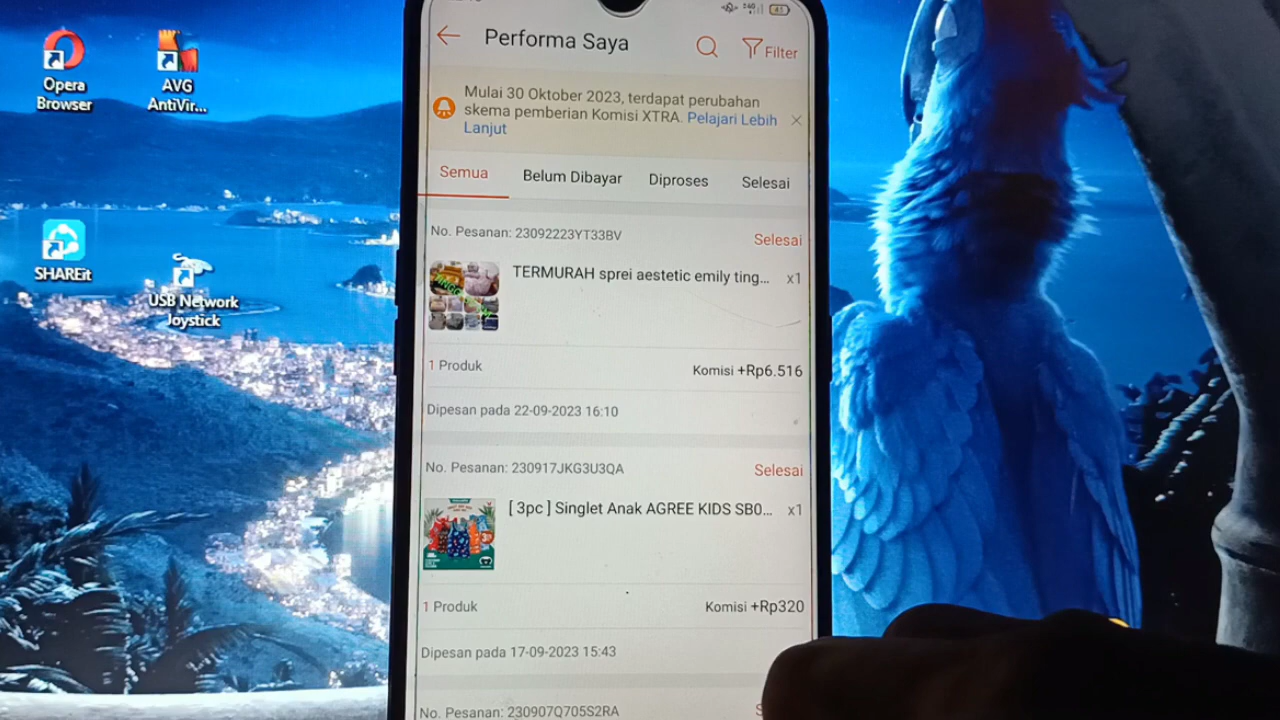 Opera
Browser
AVG
AntiVir...
SHAREit
USB Network
Joystick
Performa Saya
Filter
Mulai 30 Oktober 2023, terdapat perubahan
skema pemberian Komisi XTRA. Pelajari Lebih
Lanjut
Semua
Belum Dibayar
Diproses
Selesai
No. Pesanan: 23092223YT33BV
Selesai
TERMURAH sprei aestetic emily ting...
x1
1 Produk
Komisi +Rp6.516
Dipesan pada 22-09-2023 16:10
No. Pesanan: 230917JKG3U3QA
Selesai
[ 3pc ] Singlet Anak AGREE KIDS SB0...
x1
1 Produk
Komisi +Rp320
Dipesan pada 17-09-2023 15:43
No. Pesanan: 230907Q705S2RA